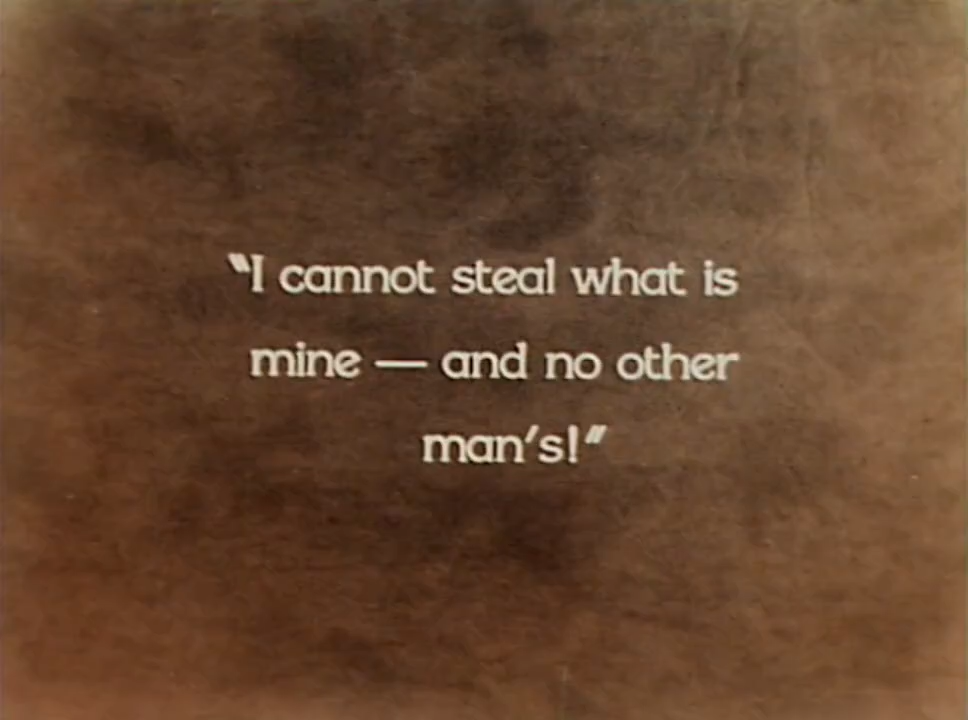 “I cannot steal what is
mine — and no other
man's!”